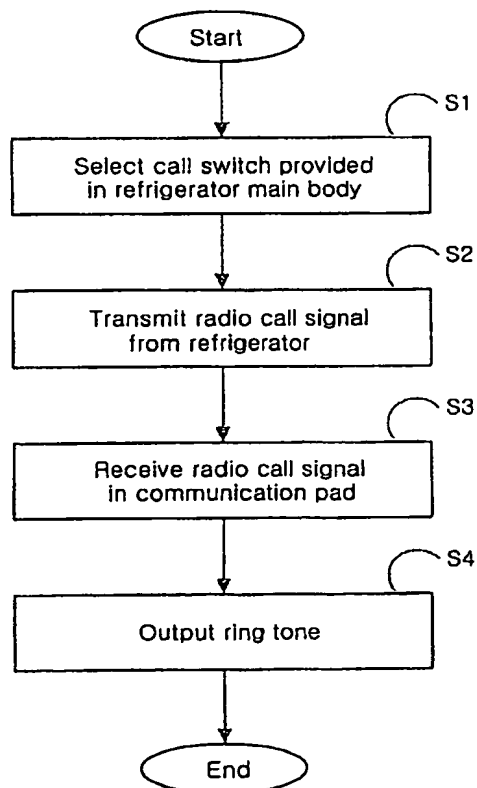 Start
S1
Select call switch provided
in refrigerator main body
S2
Transmit radio call signal
from refrigerator
S3
Receive radio call signal
in communication pad
S4
Output ring tone
End